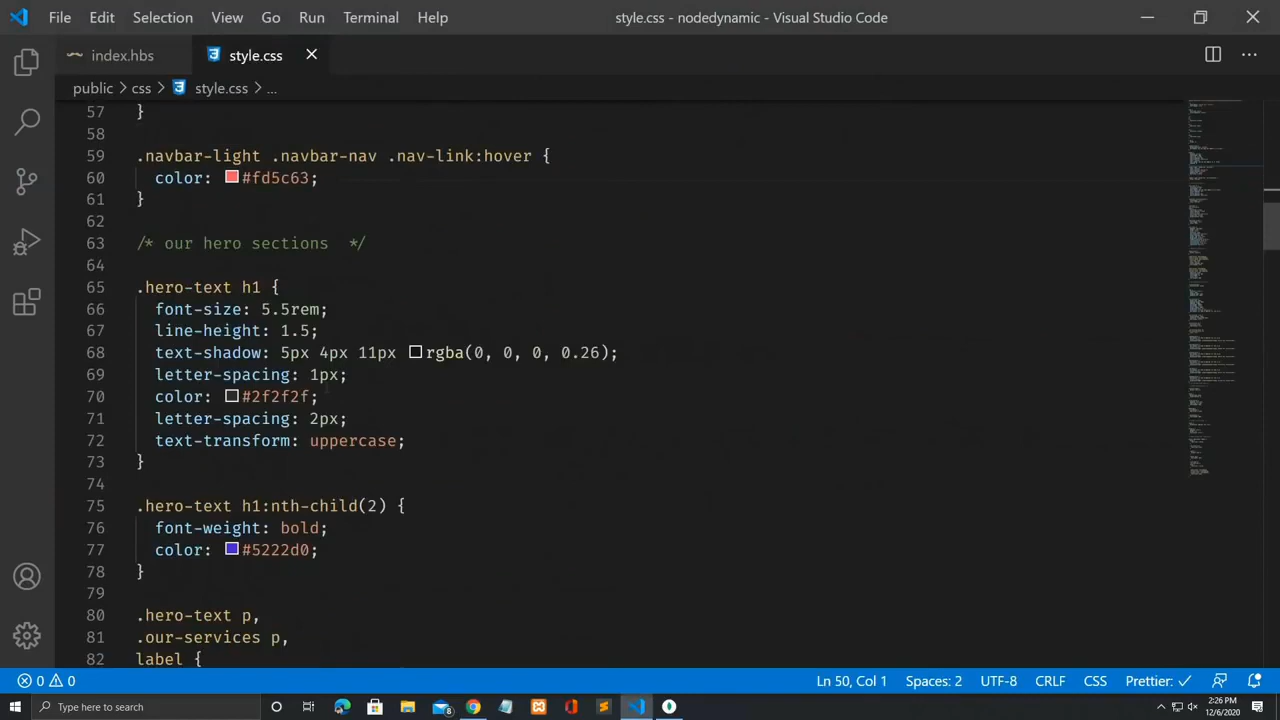 File Edit Selection View Go Run Terminal Help style.css - nodedynamic - Visual Studio Code
index.hbs style.css
public > css > style.css > ...
57 }
58
59 .navbar-light .navbar-nav .nav-link:hover {
60 color: #fd5c63;
61 }
62
63 /* our hero sections */
64
65 .hero-text h1 {
66 font-size: 5.5rem;
67 line-height: 1.5;
68 text-shadow: 5px 4px 11px rgba(0, 0, 0, 0.26);
69 letter-spacing: 1px;
70 color: #2f2f2f;
71 letter-spacing: 2px;
72 text-transform: uppercase;
73 }
74
75 .hero-text h1:nth-child(2) {
76 font-weight: bold;
77 color: #5222d0;
78 }
79
80 .hero-text p,
81 .our-services p,
82 label {
0 0 Ln 50, Col 1 Spaces: 2 UTF-8 CRLF CSS Prettier: ✓
Type here to search
2:26 PM
12/6/2020